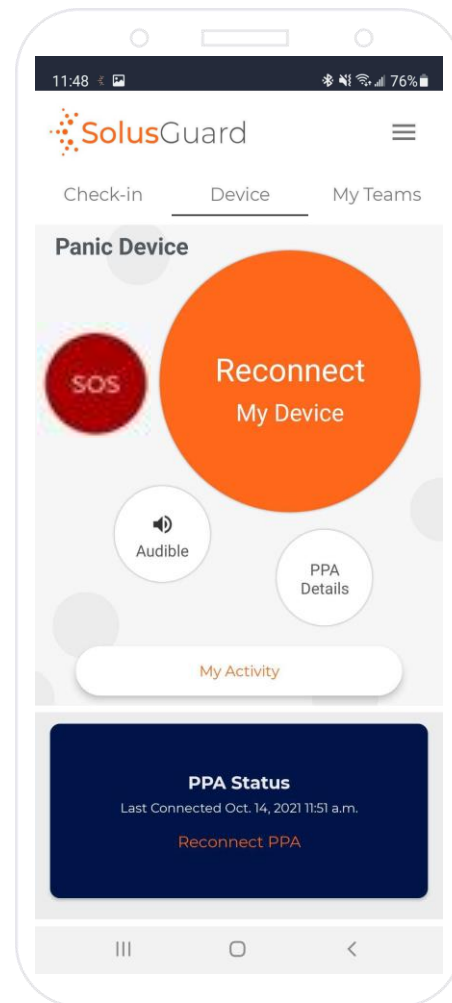 11:48 76%
SolusGuard
Check-in Device My Teams
Panic Device
SOS
Reconnect
My Device
Audible
PPA
Details
My Activity
PPA Status
Last Connected Oct. 14, 2021 11:51 a.m.
Reconnect PPA